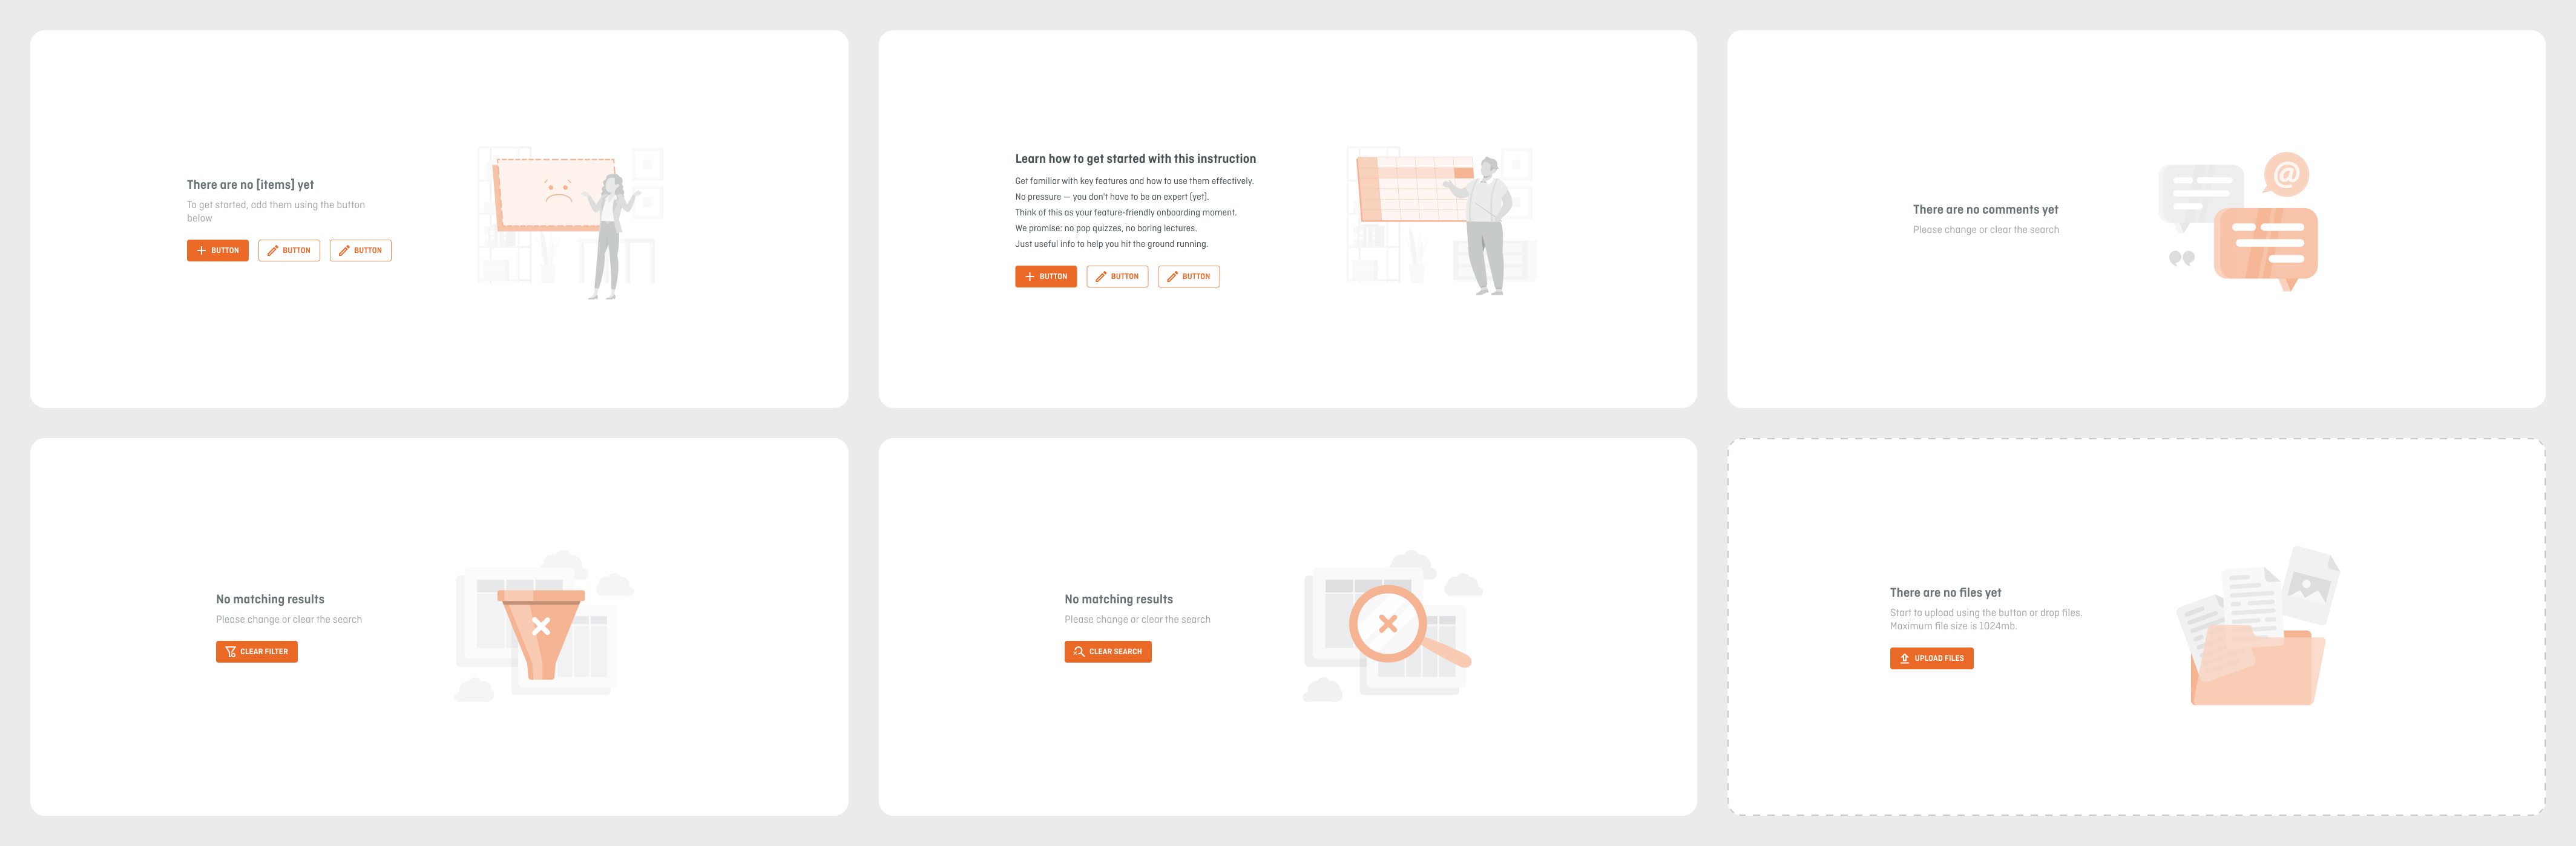 There are no [items] yet
To get started, add them using the button
below
BUTTON
BUTTON
BUTTON
Learn how to get started with this instruction
Get familiar with key features and how to use them effectively.
No pressure — you don't have to be an expert (yet).
Think of this as your feature-friendly onboarding moment.
We promise: no pop quizzes, no boring lectures.
Just useful info to help you hit the ground running.
BUTTON
BUTTON
BUTTON
There are no comments yet
Please change or clear the search
@
No matching results
Please change or clear the search
CLEAR FILTER
No matching results
Please change or clear the search
CLEAR SEARCH
There are no files yet
Start to upload using the button or drop files.
Maximum file size is 1024mb.
UPLOAD FILES